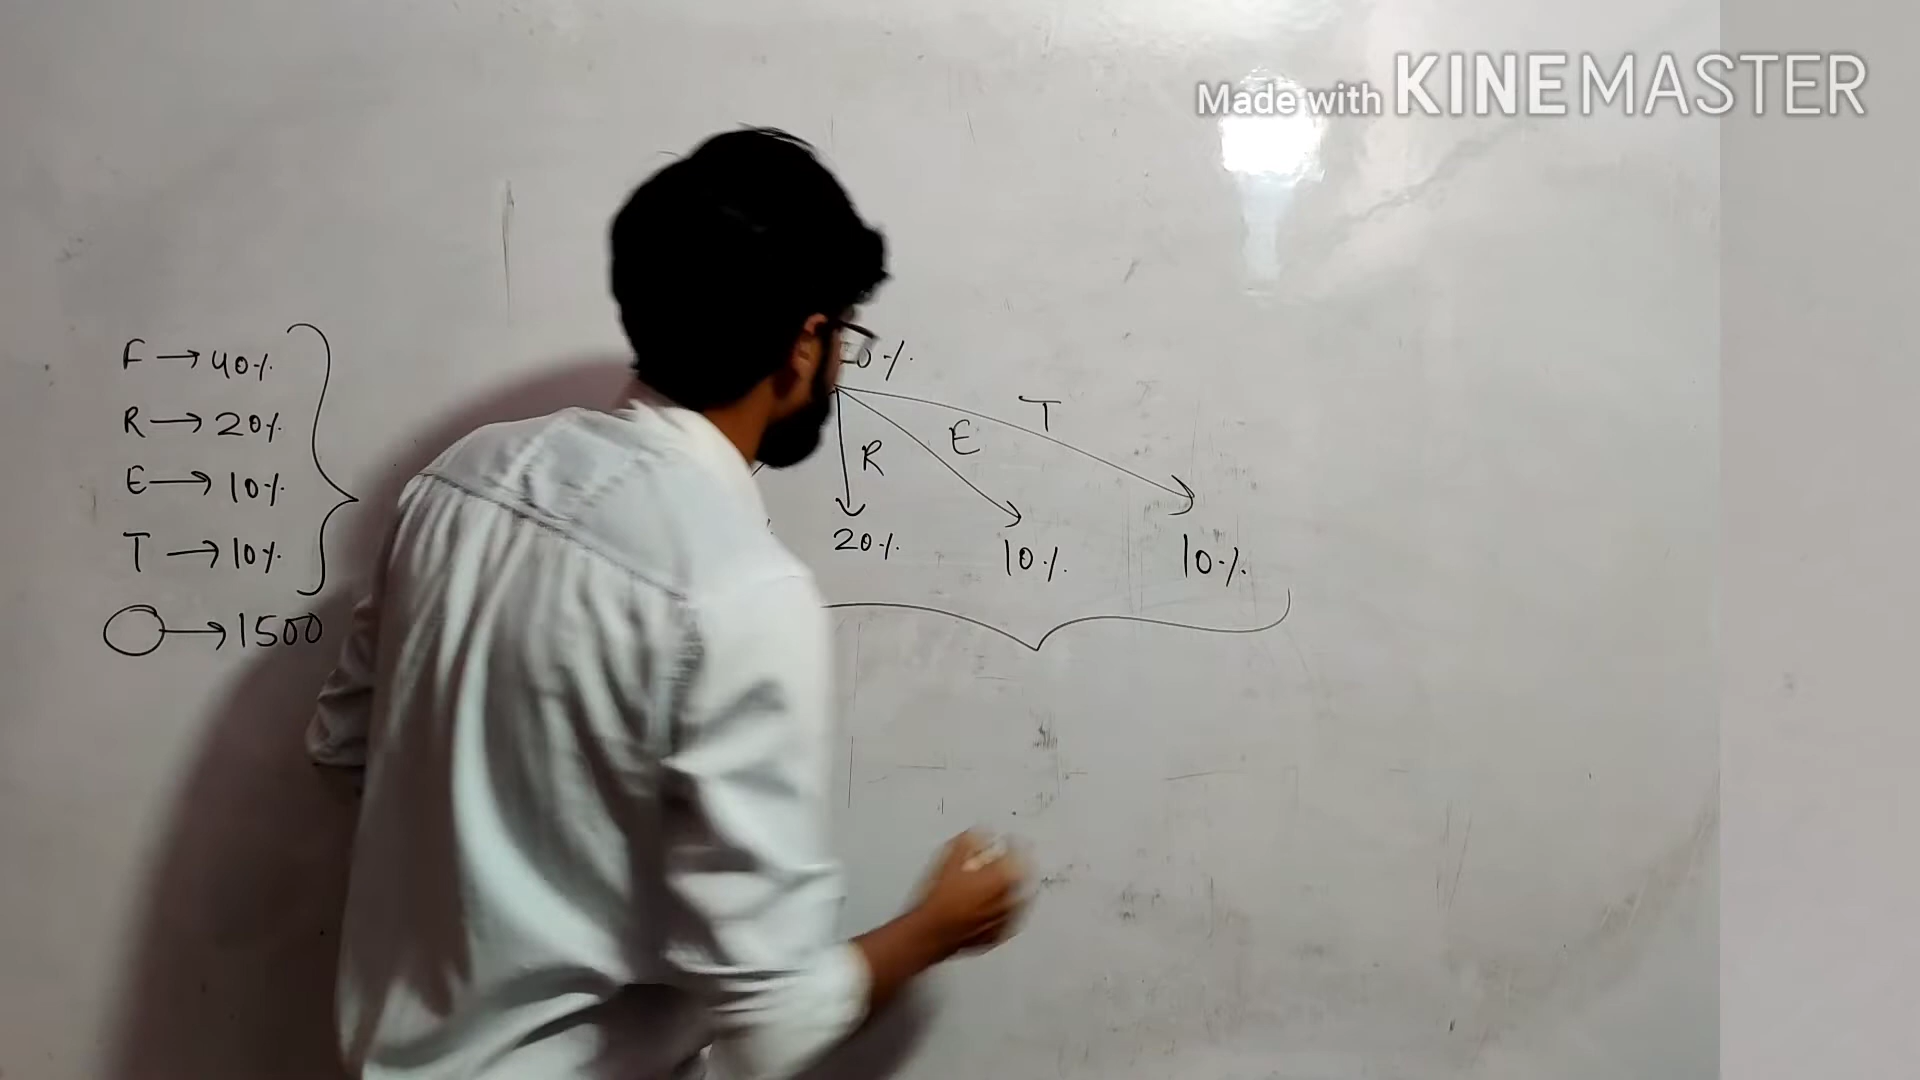 Made with KINEMASTER
F → 40%
R → 20%
E → 10%
T → 10%
→ 1500
T
E
R
20%
10%
10%